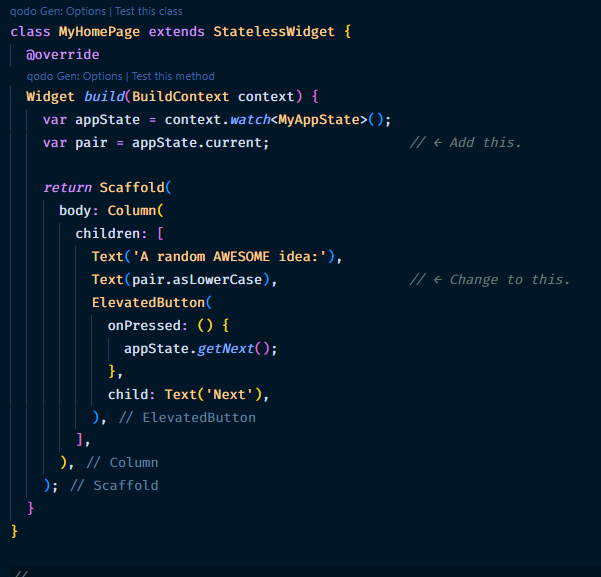 qodo Gen: Options | Test this class
class MyHomePage extends StatelessWidget {
@override
qodo Gen: Options | Test this method
Widget build(BuildContext context) {
var appState = context.watch<MyAppState>();
var pair = appState.current; // ← Add this.
return Scaffold(
body: Column(
children: [
Text('A random AWESOME idea:'),
Text(pair.asLowerCase), // ← Change to this.
ElevatedButton(
onPressed: () {
appState.getNext();
},
child: Text('Next'),
), // ElevatedButton
],
), // Column
); // Scaffold
}
}
//